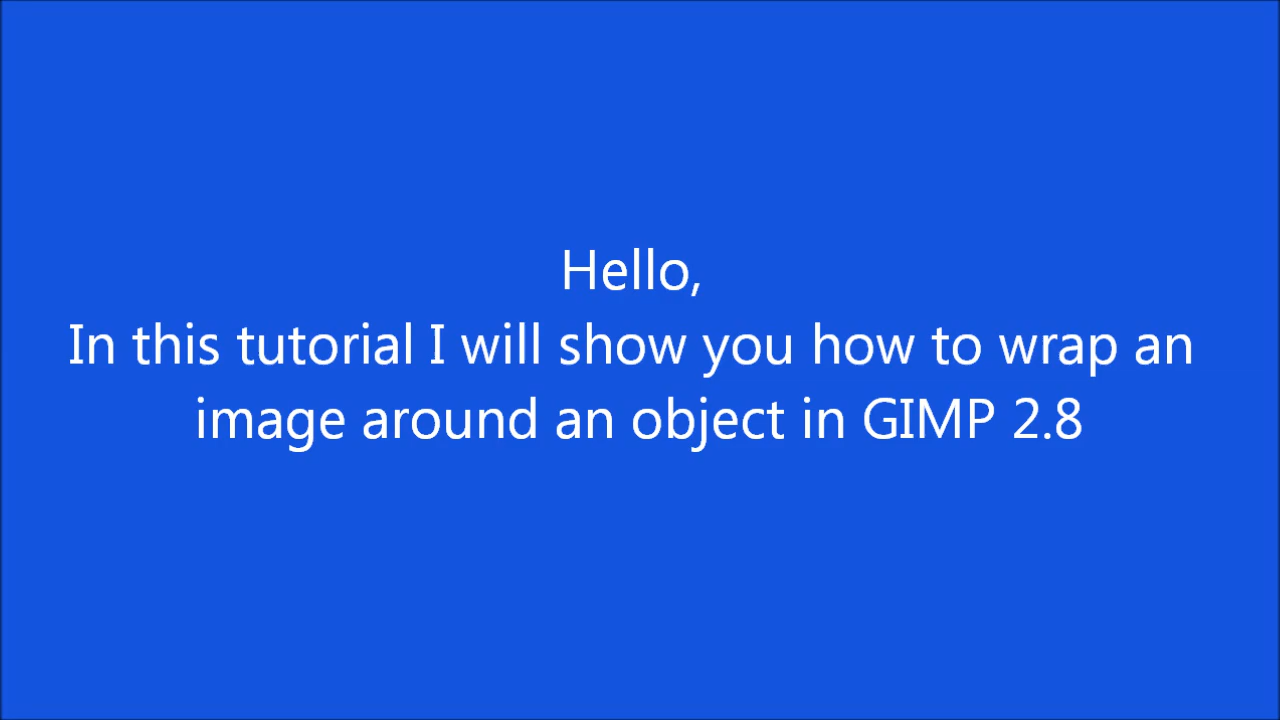 Hello,
In this tutorial I will show you how to wrap an
image around an object in GIMP 2.8